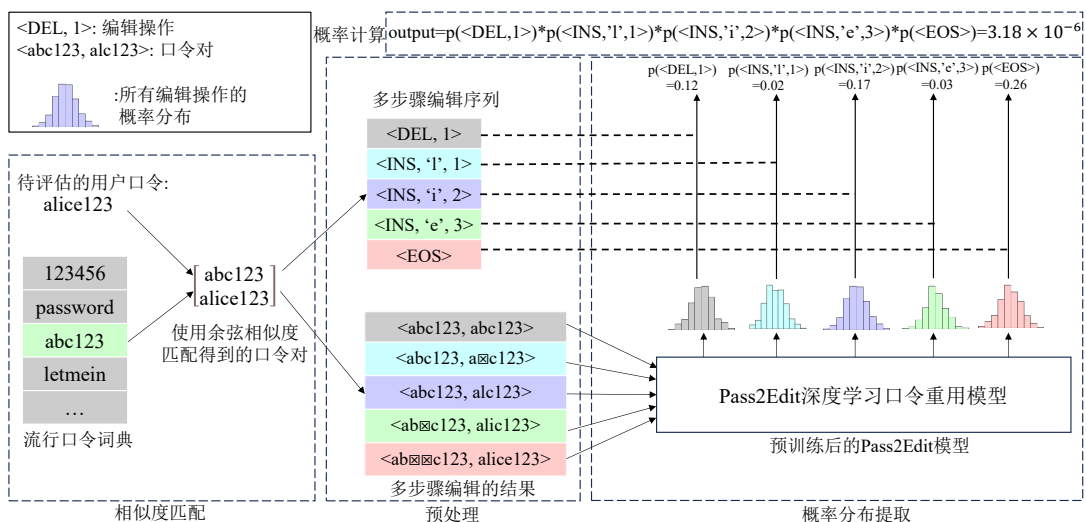 <DEL, 1>: 编辑操作
<abc123, alc123>: 口令对
:所有编辑操作的
概率分布
概率计算
output=p(<DEL,1>)*p(<INS,'l',1>)*p(<INS,'i',2>)*p(<INS,'e',3>)*p(<EOS>)=3.18 × 10⁻⁶
待评估的用户口令:
alice123
123456
password
abc123
letmein
…
流行口令词典
abc123
alice123
使用余弦相似度
匹配得到的口令对
相似度匹配
多步骤编辑序列
<DEL, 1>
<INS, ‘l’, 1>
<INS, ‘i’, 2>
<INS, ‘e’, 3>
<EOS>
<abc123, abc123>
<abc123, a⊠c123>
<abc123, alc123>
<ab⊠c123, alic123>
<ab⊠⊠c123, alice123>
多步骤编辑的结果
预处理
p(<DEL,1>)
=0.12
p(<INS,’l’,1>)
=0.02
p(<INS,’i’,2>)
=0.17
p(<INS,’e’,3>)
=0.03
p(<EOS>)
=0.26
Pass2Edit深度学习口令重用模型
预训练后的Pass2Edit模型
概率分布提取